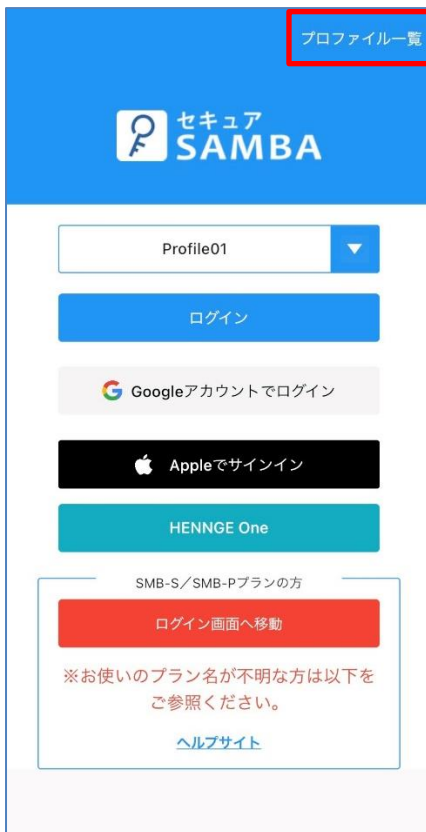 プロファイル一覧
セキュア
SAMBA
Profile01
ログイン
Googleアカウントでログイン
Appleでサインイン
HENNGE One
SMB-S／SMB-Pプランの方
ログイン画面へ移動
※お使いのプラン名が不明な方は以下を
ご参照ください。
ヘルプサイト